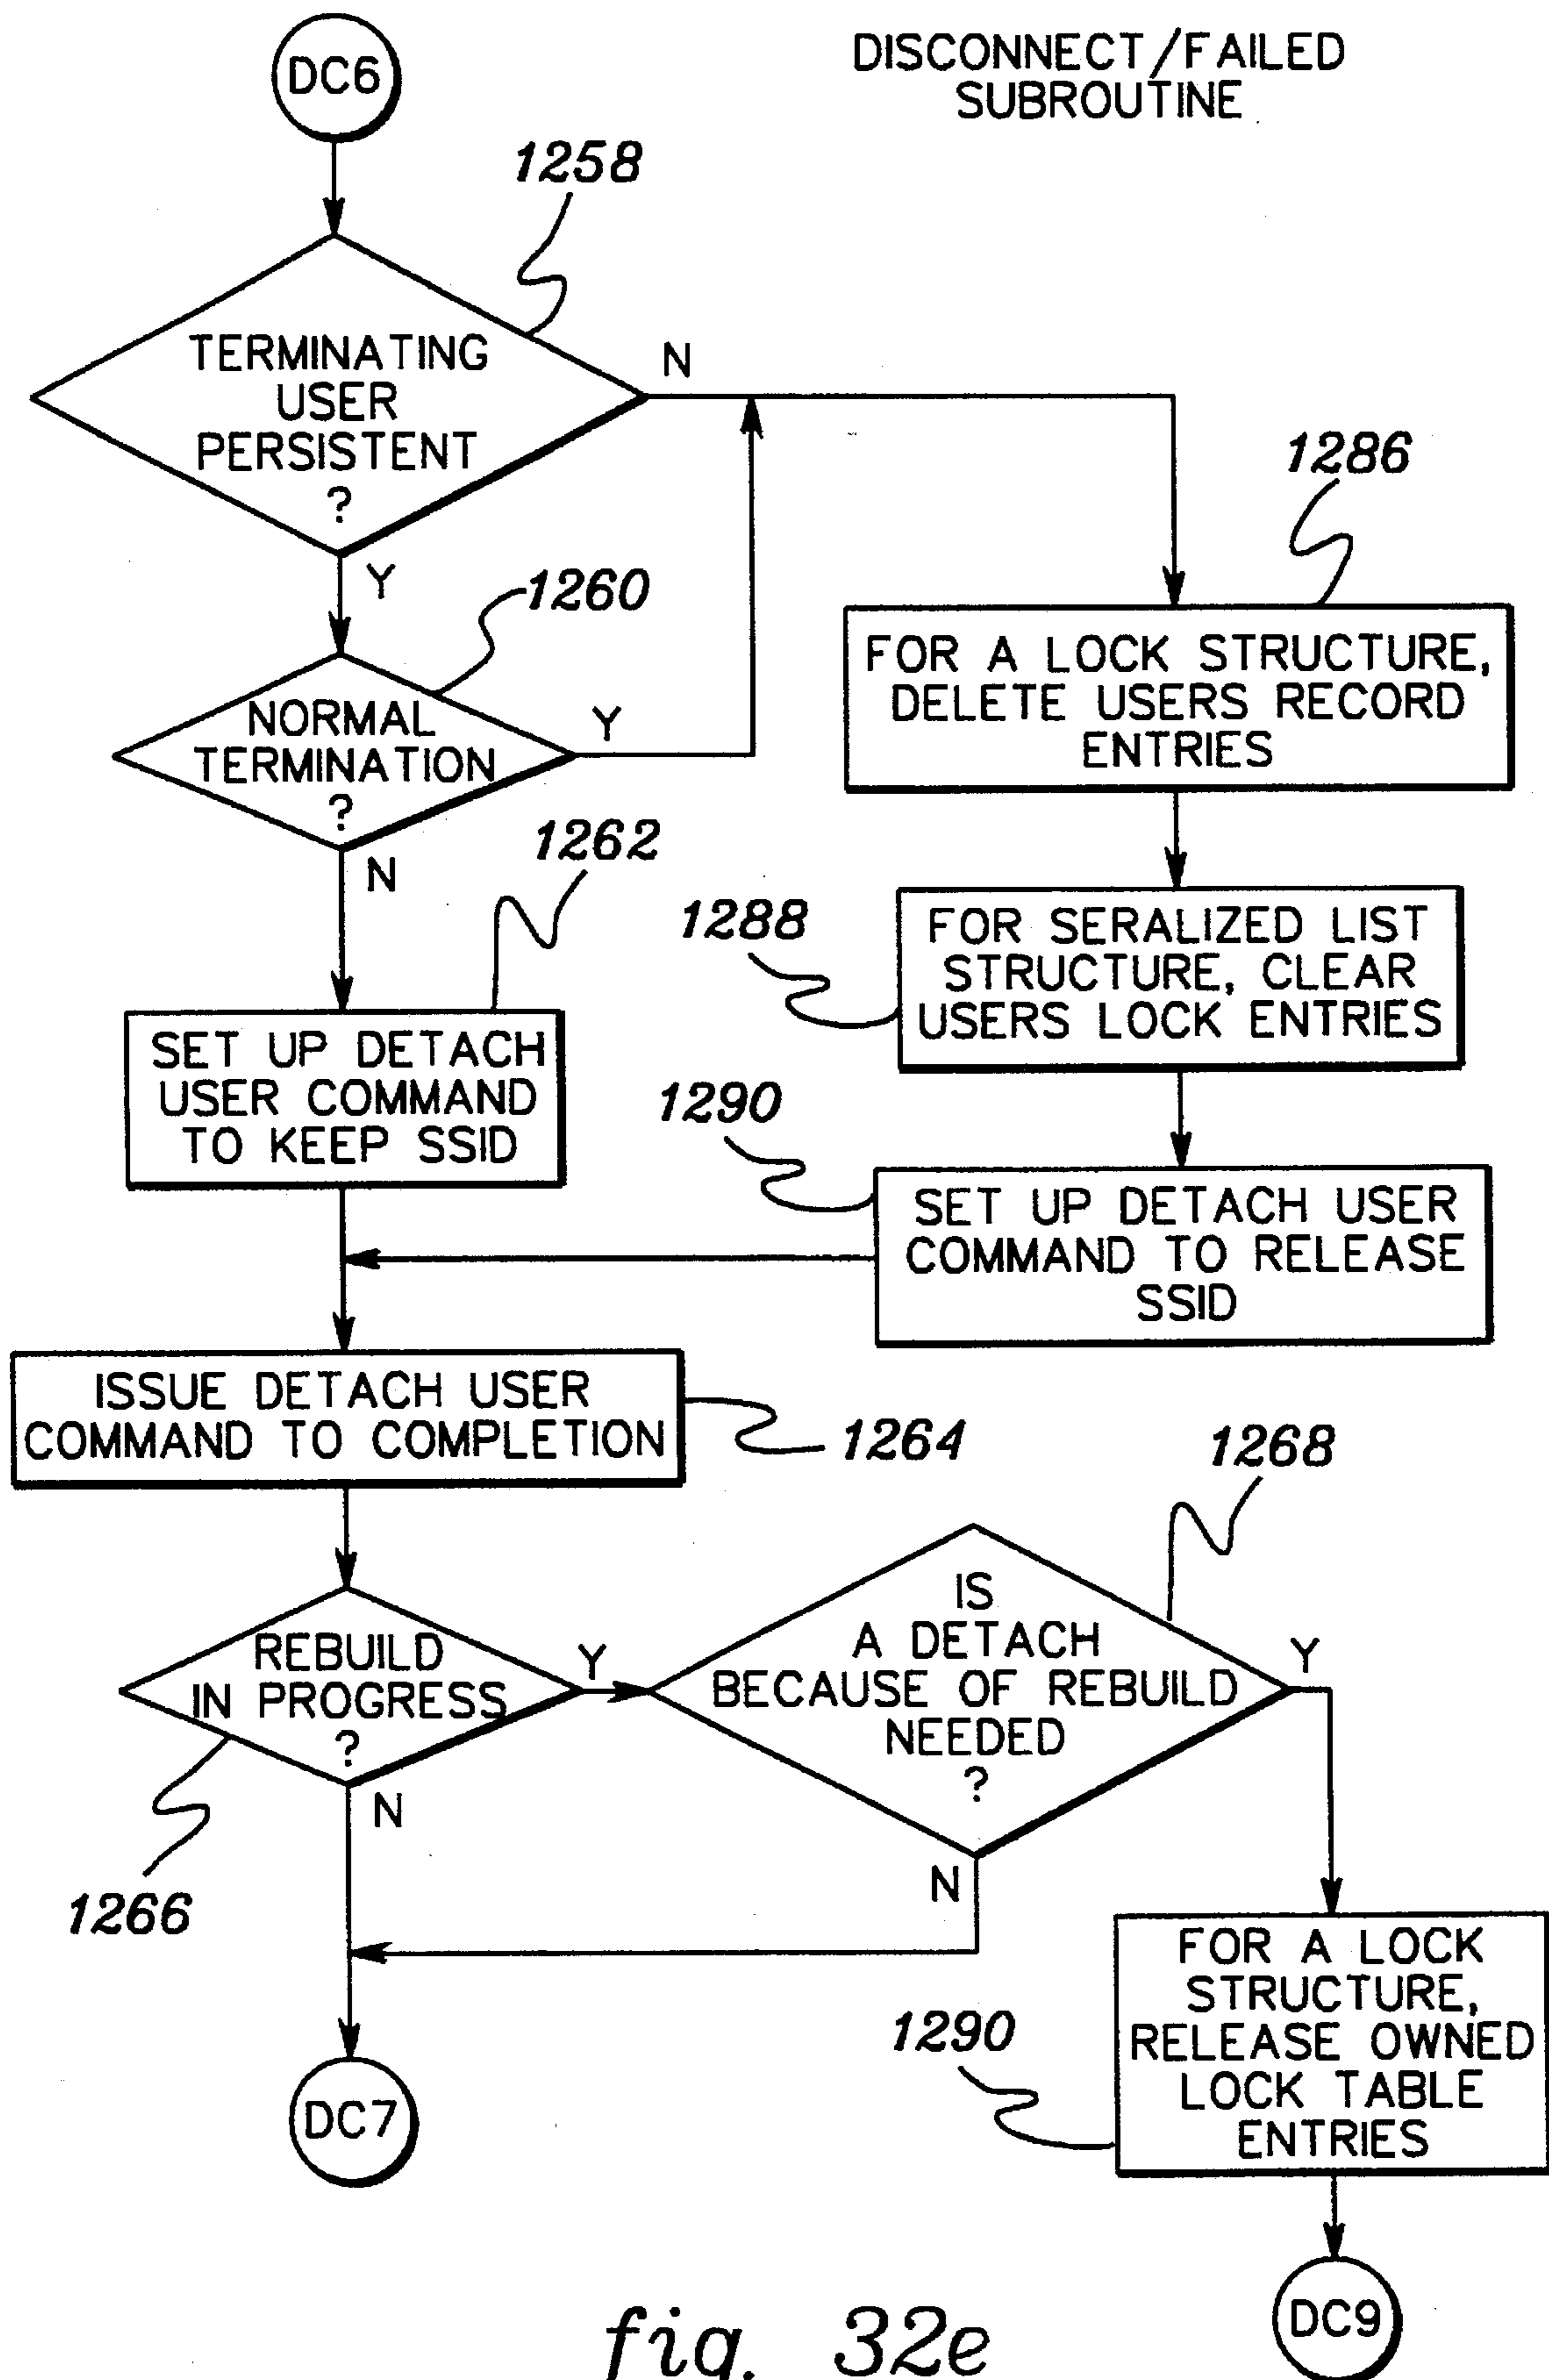 DC6
DISCONNECT/FAILED
SUBROUTINE
1258
TERMINATING
USER
PERSISTENT
?
N
Y
1260
NORMAL
TERMINATION
?
Y
N
1286
FOR A LOCK STRUCTURE,
DELETE USERS RECORD
ENTRIES
1262
SET UP DETACH
USER COMMAND
TO KEEP SSID
1288
FOR SERALIZED LIST
STRUCTURE, CLEAR
USERS LOCK ENTRIES
1290
SET UP DETACH USER
COMMAND TO RELEASE
SSID
ISSUE DETACH USER
COMMAND TO COMPLETION
1264
1268
REBUILD
IN PROGRESS
?
Y
N
1266
IS
A DETACH
BECAUSE OF REBUILD
NEEDED
?
Y
N
1290
FOR A LOCK
STRUCTURE,
RELEASE OWNED
LOCK TABLE
ENTRIES
DC7
DC9
fig. 32e